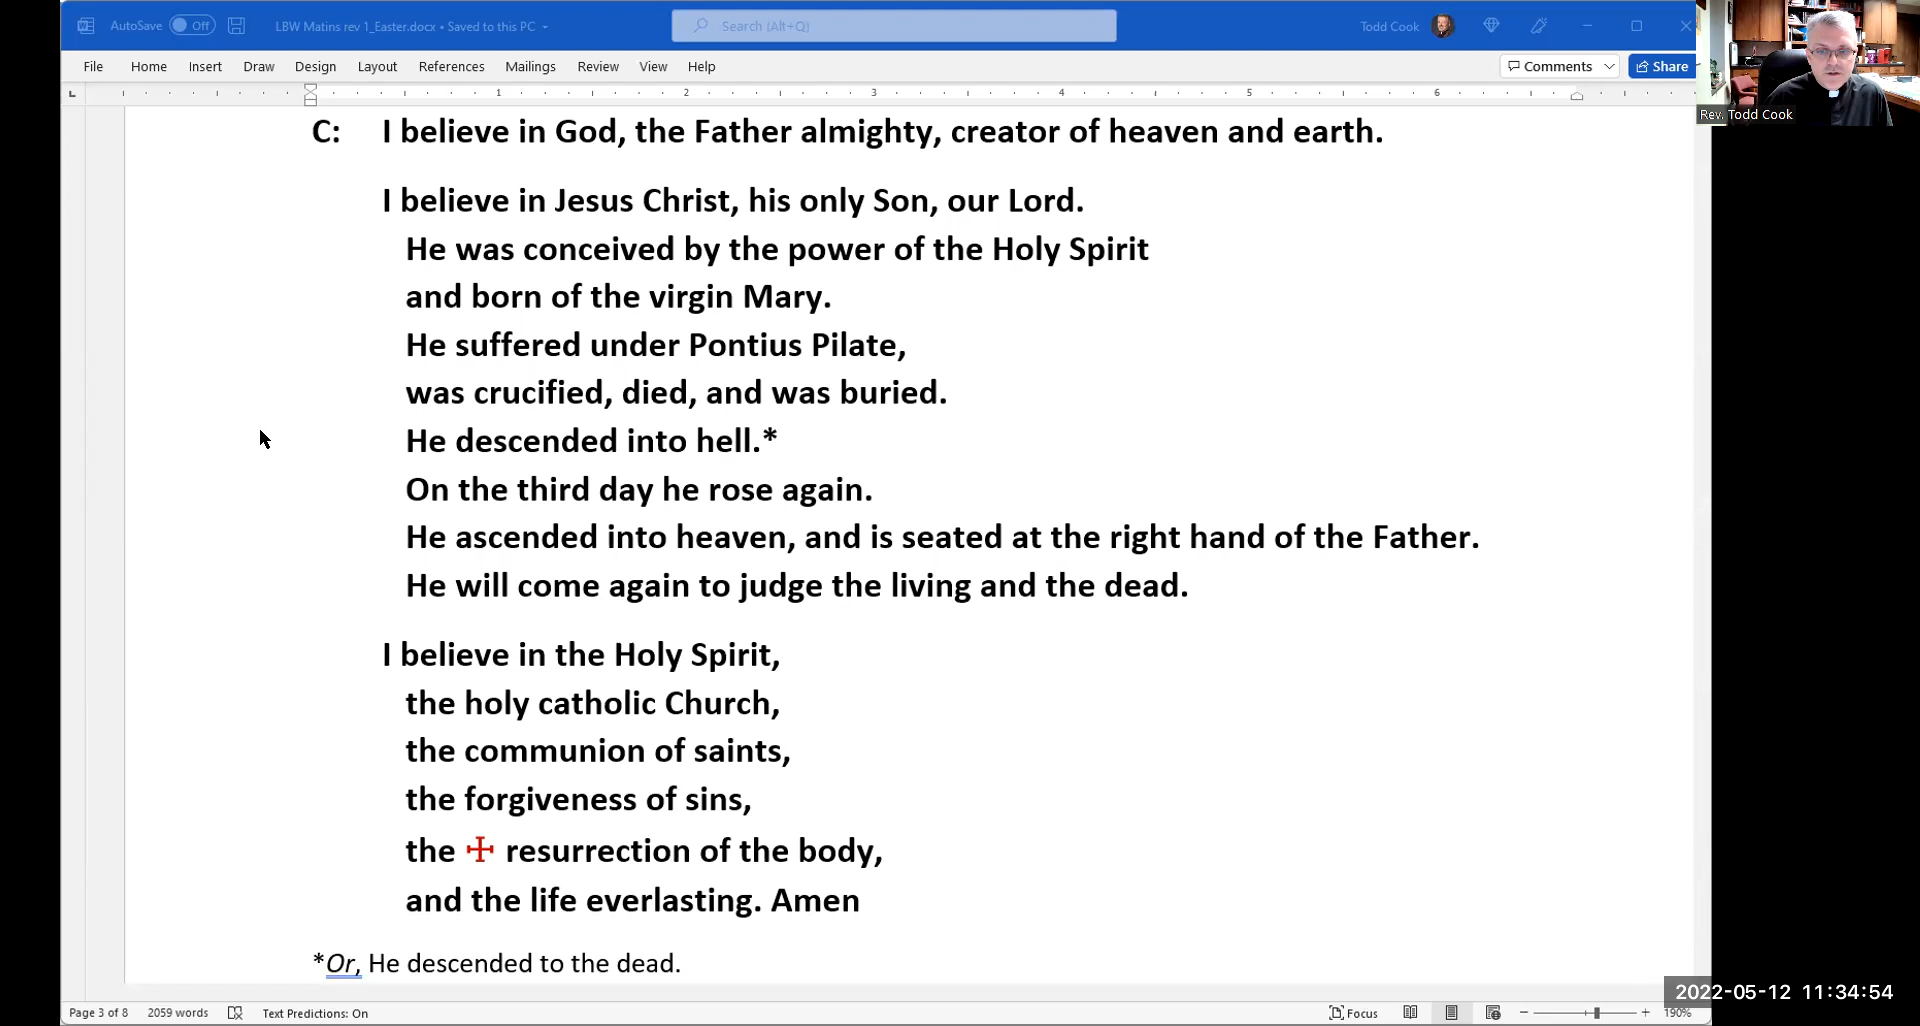 AutoSave Off LBW Matins rev 1_Easter.docx • Saved to this PC Search (Alt+Q) Todd Cook
File Home Insert Draw Design Layout References Mailings Review View Help Comments Share
Rev. Todd Cook
1 2 3 4 5 6
C: I believe in God, the Father almighty, creator of heaven and earth.
I believe in Jesus Christ, his only Son, our Lord.
He was conceived by the power of the Holy Spirit
and born of the virgin Mary.
He suffered under Pontius Pilate,
was crucified, died, and was buried.
He descended into hell.*
On the third day he rose again.
He ascended into heaven, and is seated at the right hand of the Father.
He will come again to judge the living and the dead.
I believe in the Holy Spirit,
the holy catholic Church,
the communion of saints,
the forgiveness of sins,
the ☩ resurrection of the body,
and the life everlasting. Amen
*Or, He descended to the dead.
2022-05-12 11:34:54
Page 3 of 8 2059 words Text Predictions: On Focus 190%